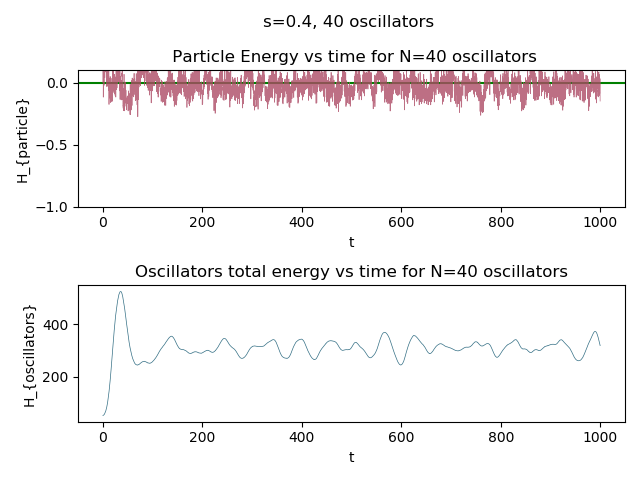 s=0.4, 40 oscillators
Particle Energy vs time for N=40 oscillators
H_{particle}
0.0
−0.5
−1.0
0 200 400 600 800 1000
t
Oscillators total energy vs time for N=40 oscillators
H_{oscillators}
400
200
0 200 400 600 800 1000
t